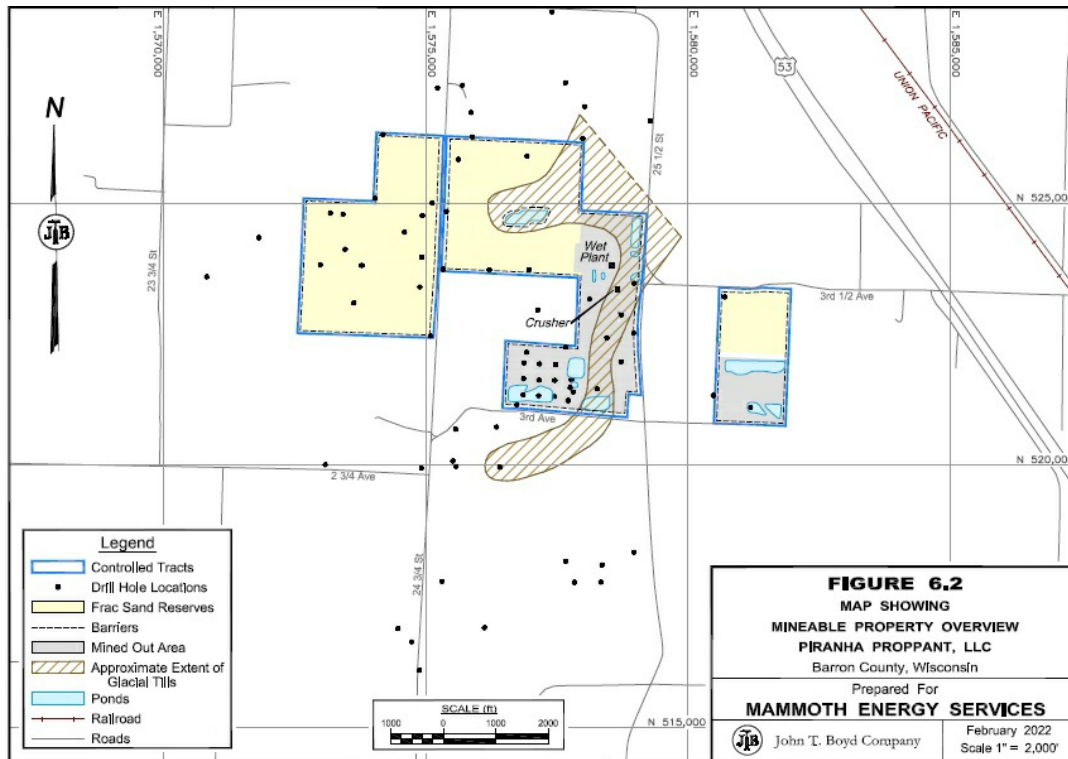 E 1,570,000
E 1,575,000
E 1,580,000
E 1,585,000
53
UNION PACIFIC
N
JTB
25 1/2 St
N 525,000
23 3/4 St
Wet
Plant
Crusher
3rd 1/2 Ave
3rd Ave
2 3/4 Ave
N 520,000
24 3/4 St
N 515,000
Legend
Controlled Tracts
Drill Hole Locations
Frac Sand Reserves
Barriers
Mined Out Area
Approximate Extent of
Glacial Tills
Ponds
Railroad
Roads
SCALE (ft)
1000 0 1000 2000
FIGURE 6.2
MAP SHOWING
MINEABLE PROPERTY OVERVIEW
PIRANHA PROPPANT, LLC
Barron County, Wisconsin
Prepared For
MAMMOTH ENERGY SERVICES
JTB John T. Boyd Company
February 2022
Scale 1" = 2,000'